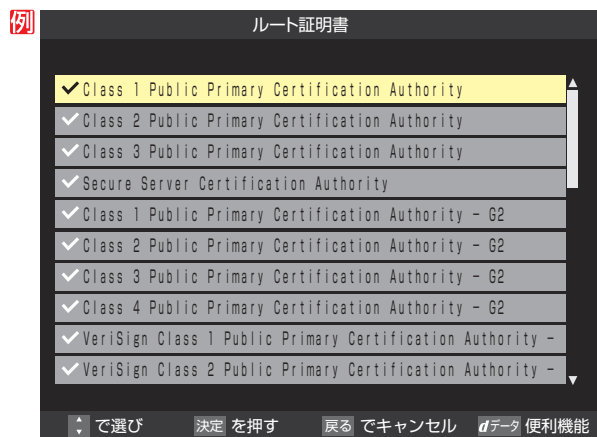 例
ルート証明書
Class 1 Public Primary Certification Authority
Class 2 Public Primary Certification Authority
Class 3 Public Primary Certification Authority
Secure Server Certification Authority
Class 1 Public Primary Certification Authority - G2
Class 2 Public Primary Certification Authority - G2
Class 3 Public Primary Certification Authority - G2
Class 4 Public Primary Certification Authority - G2
VeriSign Class 1 Public Primary Certification Authority -
VeriSign Class 2 Public Primary Certification Authority -
で選び 決定 を押す 戻る でキャンセル dデータ 便利機能